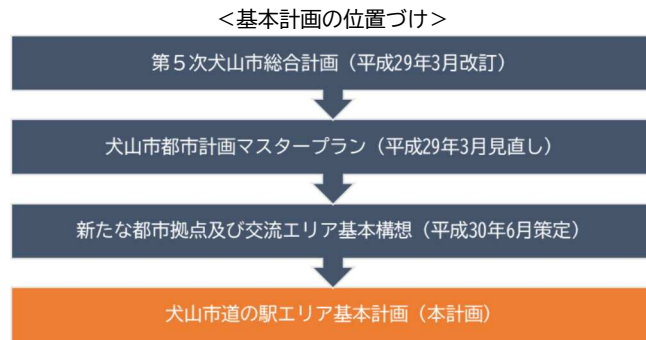 ＜基本計画の位置づけ＞
第５次犬山市総合計画（平成29年3月改訂）
犬山市都市計画マスタープラン（平成29年3月見直し）
新たな都市拠点及び交流エリア基本構想（平成30年6月策定）
犬山市道の駅エリア基本計画（本計画）